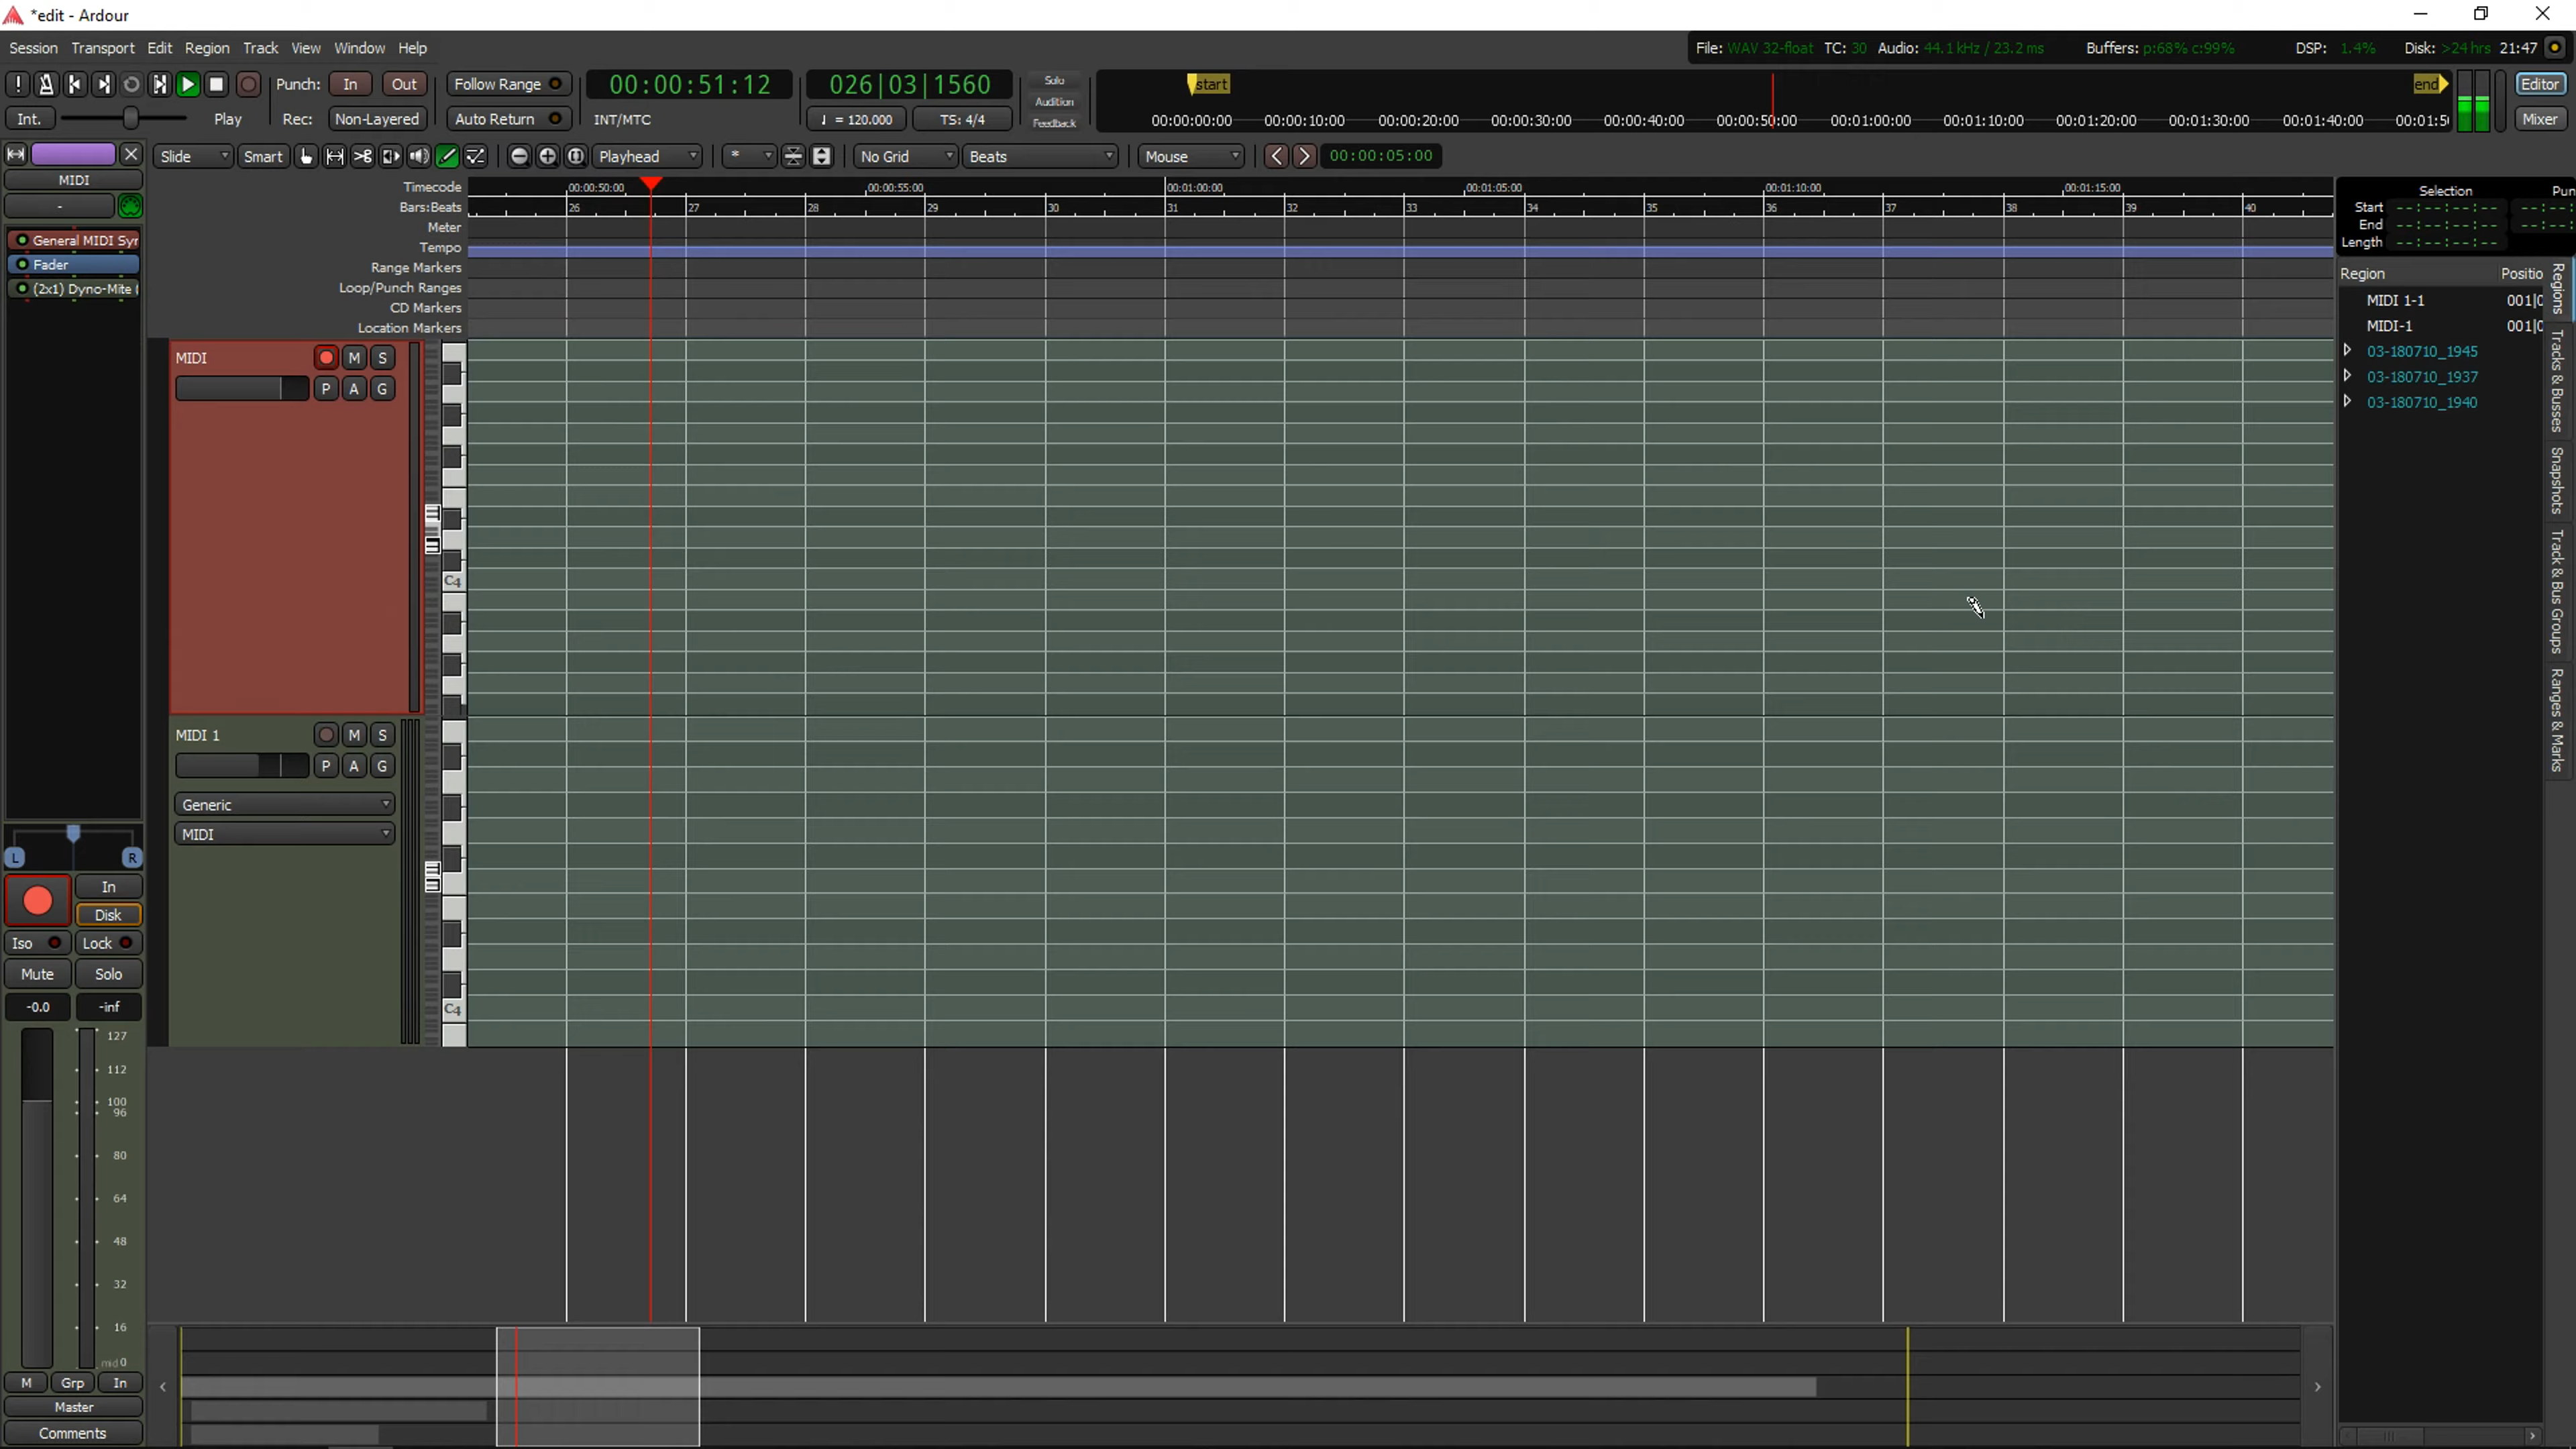 *edit - Ardour
Session Transport Edit Region Track View Window Help
File: WAV 32-float TC: 30 Audio: 44.1 kHz / 23.2 ms Buffers: p:68% c:99% DSP: 1.4% Disk: >24 hrs 21:47
Punch: In Out Follow Range 00:00:51:12 026|03|1560 Solo start end Editor
Audition
Int. Play Rec: Non-Layered Auto Return INT/MTC ♩ = 120.000 TS: 4/4 Feedback 00:00:00:00 00:00:10:00 00:00:20:00 00:00:30:00 00:00:40:00 00:00:50:00 00:01:00:00 00:01:10:00 00:01:20:00 00:01:30:00 00:01:40:00 00:01:5( Mixer
Slide Smart Playhead * No Grid Beats Mouse 00:00:05:00
MIDI
-
General MIDI Syr
Fader
(2x1) Dyno-Mite (
Timecode 00:00:50:00 00:00:55:00 00:01:00:00 00:01:05:00 00:01:10:00 00:01:15:00
Bars:Beats 26 27 28 29 30 31 32 33 34 35 36 37 38 39 40
Meter
Tempo
Range Markers
Loop/Punch Ranges
CD Markers
Location Markers
Selection Pun
Start --:--:--:-- --:--
End --:--:--:-- --:--
Length --:--:--:--
Region Positio
MIDI 1-1 001|0
MIDI-1 001|0
03-180710_1945
03-180710_1937
03-180710_1940
Regions
Tracks & Busses
Snapshots
Track & Bus Groups
Ranges & Marks
MIDI M S
P A G
C4
MIDI 1 M S
P A G
Generic
MIDI
C4
L R
In
Disk
Iso Lock
Mute Solo
-0.0 -inf
127
112
100
96
80
64
48
32
16
mid 0
M Grp In
Master
Comments